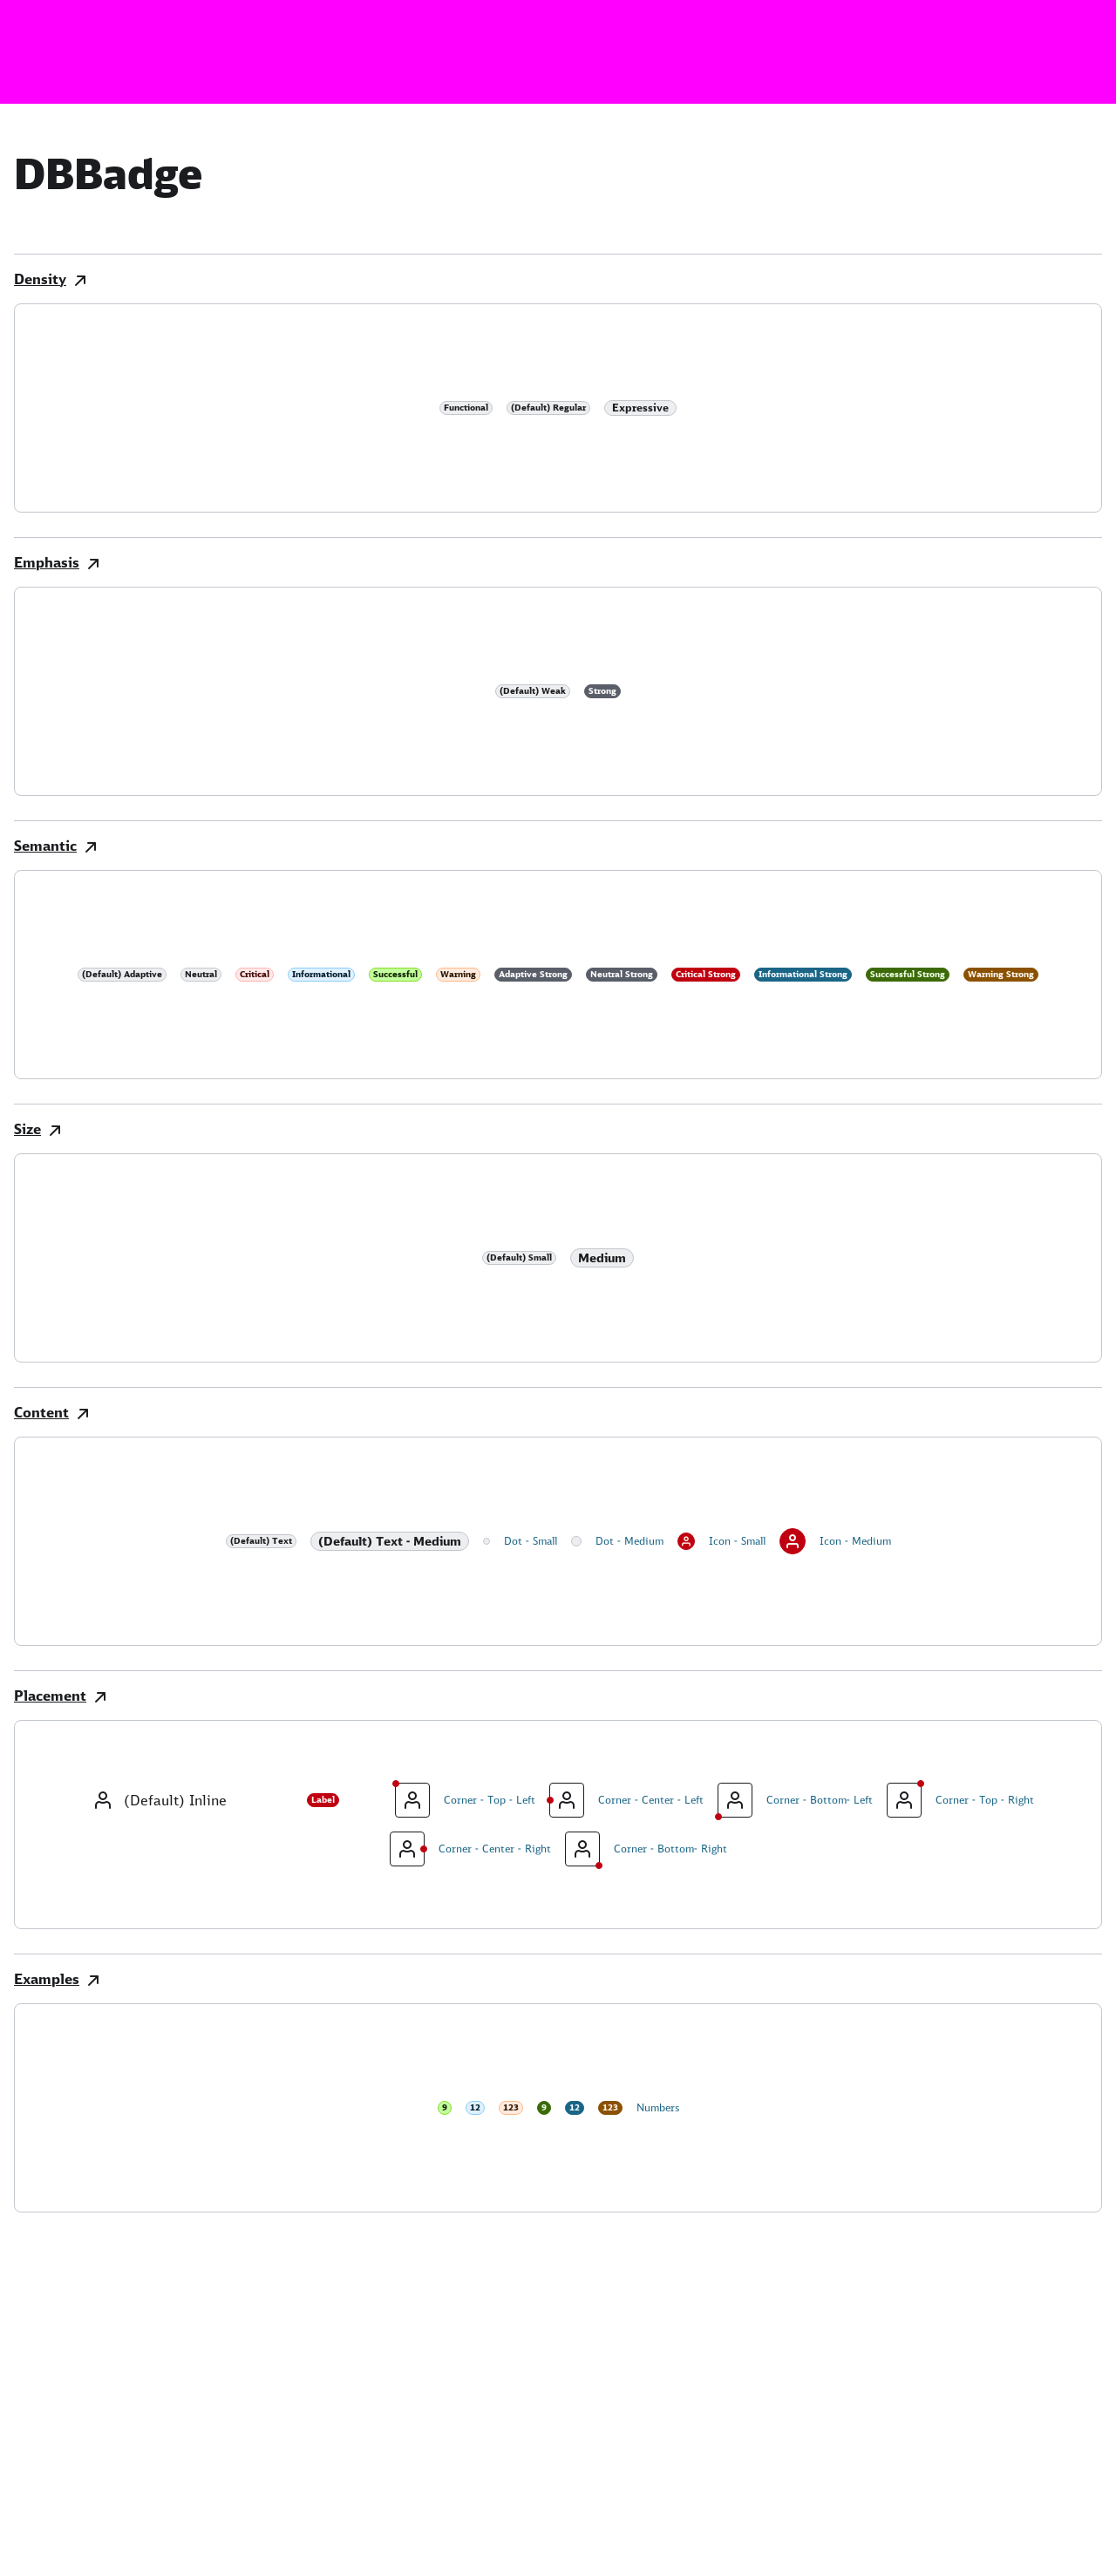 DBBadge
Density
Functional (Default) Regular Expressive
Emphasis
(Default) Weak Strong
Semantic
(Default) Adaptive Neutral Critical Informational Successful Warning Adaptive Strong Neutral Strong Critical Strong Informational Strong Successful Strong Warning Strong
Size
(Default) Small Medium
Content
(Default) Text (Default) Text - Medium Dot - Small Dot - Medium Icon - Small Icon - Medium
Placement
(Default) Inline Label Corner - Top - Left Corner - Center - Left Corner - Bottom- Left Corner - Top - Right
Corner - Center - Right Corner - Bottom- Right
Examples
9 12 123 9 12 123 Numbers